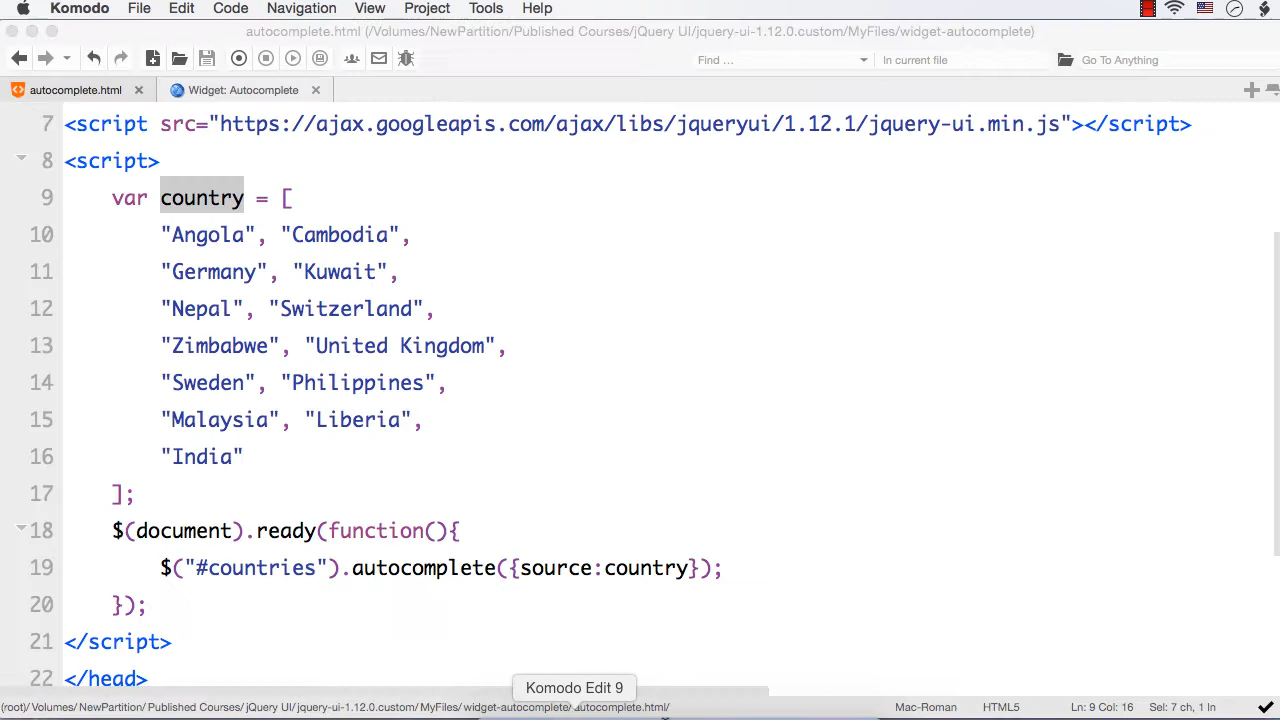 Komodo File Edit Code Navigation View Project Tools Help
autocomplete.html (/Volumes/NewPartition/Published Courses/jQuery UI/jquery-ui-1.12.0.custom/MyFiles/widget-autocomplete)
Find ... In current file Go To Anything
autocomplete.html Widget: Autocomplete
7 <script src="https://ajax.googleapis.com/ajax/libs/jqueryui/1.12.1/jquery-ui.min.js"></script>
8 <script>
9 var country = [
10 "Angola", "Cambodia",
11 "Germany", "Kuwait",
12 "Nepal", "Switzerland",
13 "Zimbabwe", "United Kingdom",
14 "Sweden", "Philippines",
15 "Malaysia", "Liberia",
16 "India"
17 ];
18 $(document).ready(function(){
19 $("#countries").autocomplete({source:country});
20 });
21 </script>
22 </head>
Komodo Edit 9
(root)/Volumes/NewPartition/Published Courses/jQuery UI/jquery-ui-1.12.0.custom/MyFiles/widget-autocomplete/autocomplete.html/ Mac-Roman HTML5 Ln: 9 Col: 16 Sel: 7 ch, 1 ln